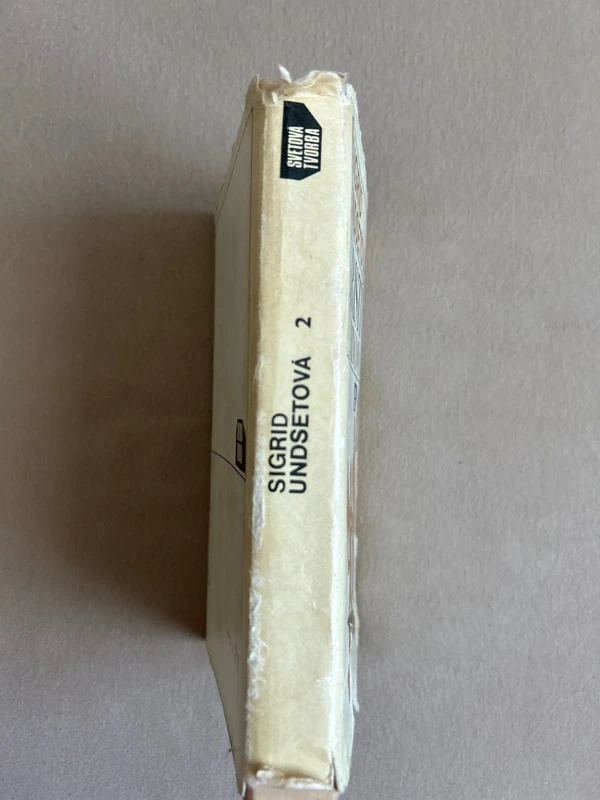 SVETOVÁ
TVORBA
SIGRID
UNDSETOVÁ 2